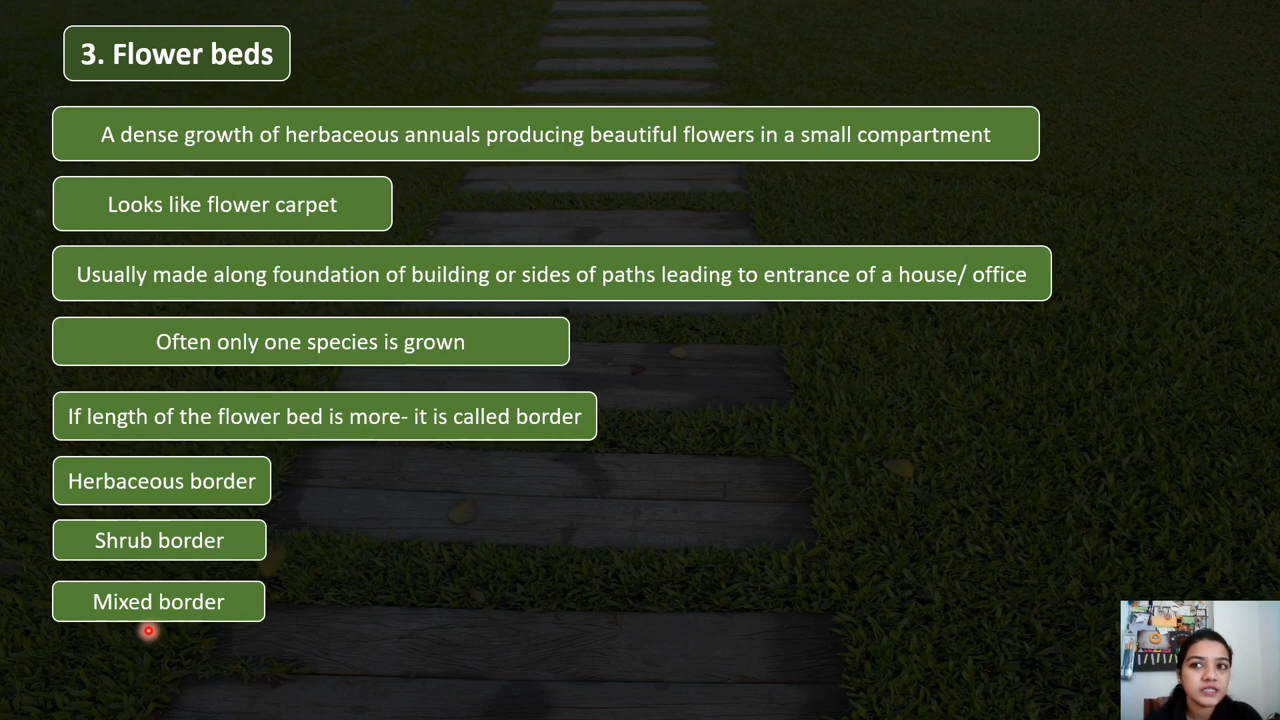 3. Flower beds
A dense growth of herbaceous annuals producing beautiful flowers in a small compartment
Looks like flower carpet
Usually made along foundation of building or sides of paths leading to entrance of a house/ office
Often only one species is grown
If length of the flower bed is more- it is called border
Herbaceous border
Shrub border
Mixed border